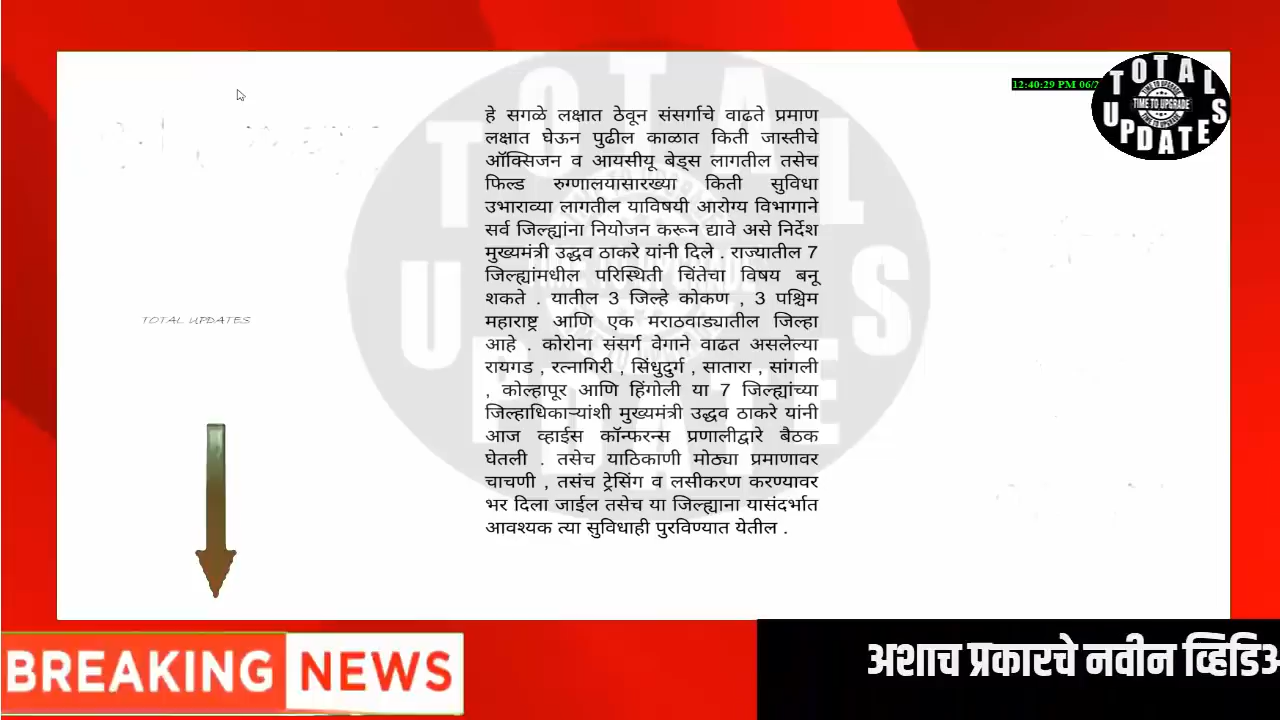 12:40:29 PM 06/2
TOTAL
TIME TO UPGRADE
UPDATES
हे सगळे लक्षात ठेवून संसर्गाचे वाढते प्रमाण
लक्षात घेऊन पुढील काळात किती जास्तीचे
ऑक्सिजन व आयसीयू बेड्स लागतील तसेच
फिल्ड रुग्णालयासारख्या किती सुविधा
उभाराव्या लागतील याविषयी आरोग्य विभागाने
सर्व जिल्ह्यांना नियोजन करून द्यावे असे निर्देश
मुख्यमंत्री उद्धव ठाकरे यांनी दिले . राज्यातील 7
जिल्ह्यांमधील परिस्थिती चिंतेचा विषय बनू
शकते . यातील 3 जिल्हे कोकण , 3 पश्चिम
महाराष्ट्र आणि एक मराठवाड्यातील जिल्हा
आहे . कोरोना संसर्ग वेगाने वाढत असलेल्या
रायगड , रत्नागिरी , सिंधुदुर्ग , सातारा , सांगली
, कोल्हापूर आणि हिंगोली या 7 जिल्ह्यांच्या
जिल्हाधिकाऱ्यांशी मुख्यमंत्री उद्धव ठाकरे यांनी
आज व्हाईस कॉन्फरन्स प्रणालीद्वारे बैठक
घेतली . तसेच याठिकाणी मोठ्या प्रमाणावर
चाचणी , तसंच ट्रेसिंग व लसीकरण करण्यावर
भर दिला जाईल तसेच या जिल्ह्याना यासंदर्भात
आवश्यक त्या सुविधाही पुरविण्यात येतील .
TOTAL UPDATES
BREAKING NEWS
अशाच प्रकारचे नवीन